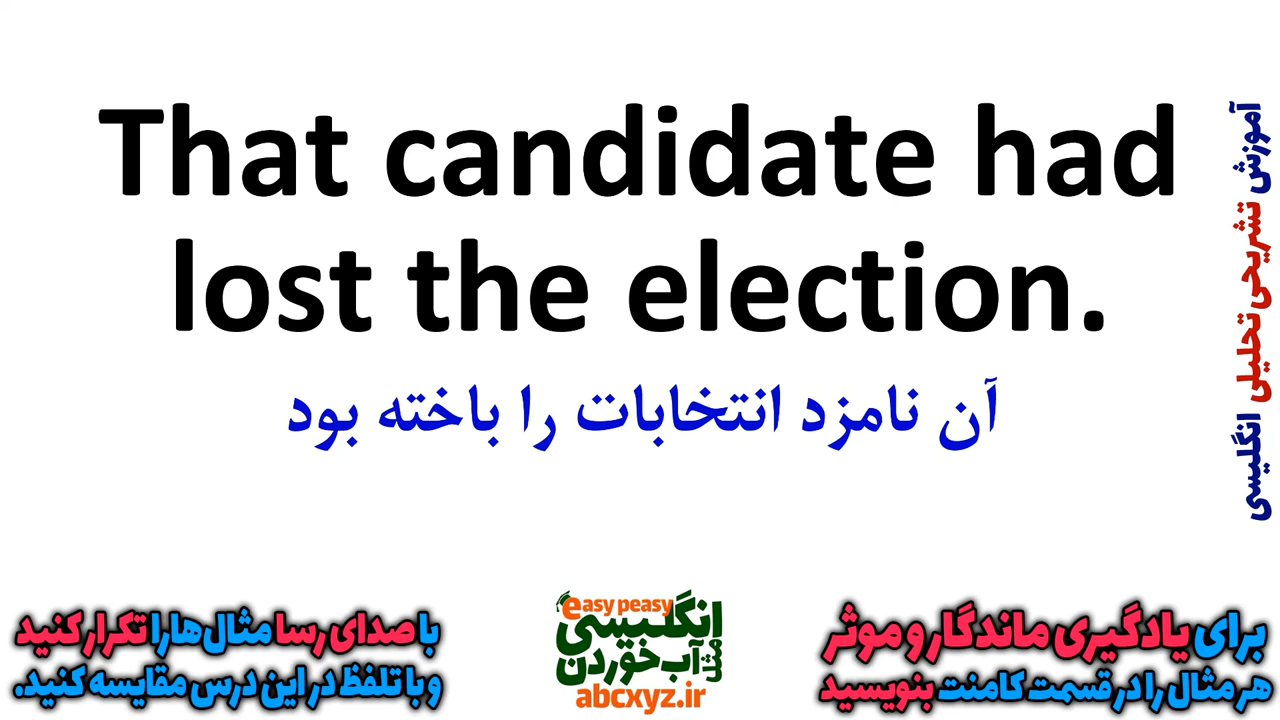 That candidate had
lost the election.
آن نامزد انتخابات را باخته بود
آموزش تشریحی تحلیلی انگلیسی
برای یادگیری ماندگار و موثر
هر مثال را در قسمت کامنت بنویسید
easy peasy
انگلیسی
مثل آب خوردن
abcxyz.ir
با صدای رسا مثال‌ها را تکرار کنید
و با تلفظ در این درس مقایسه کنید.